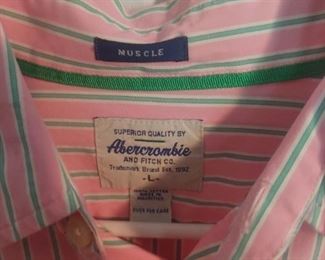 MUSCLE
SUPERIOR QUALITY BY
Abercrombie
AND FITCH CO.
Trademark Brand Est. 1892
-L-
100% COTTON
MADE IN
MAURITIUS
OVER FOR CARE